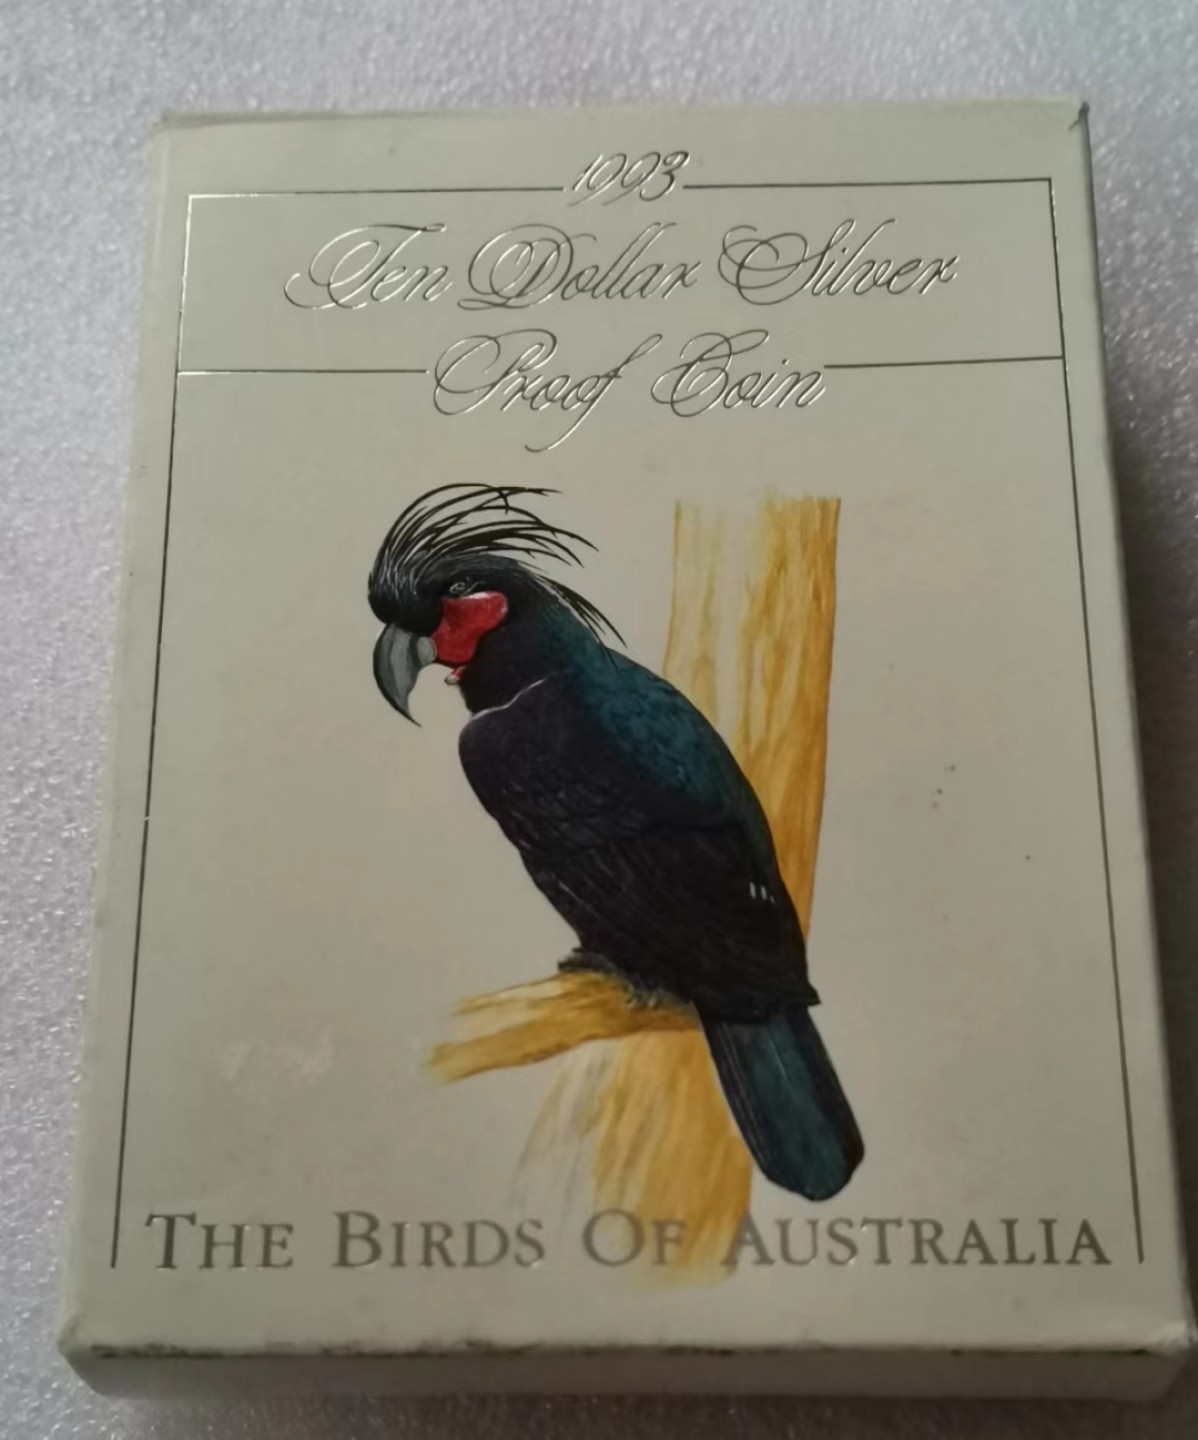 1993
Ten Dollar Silver
Proof Coin
THE BIRDS OF AUSTRALIA